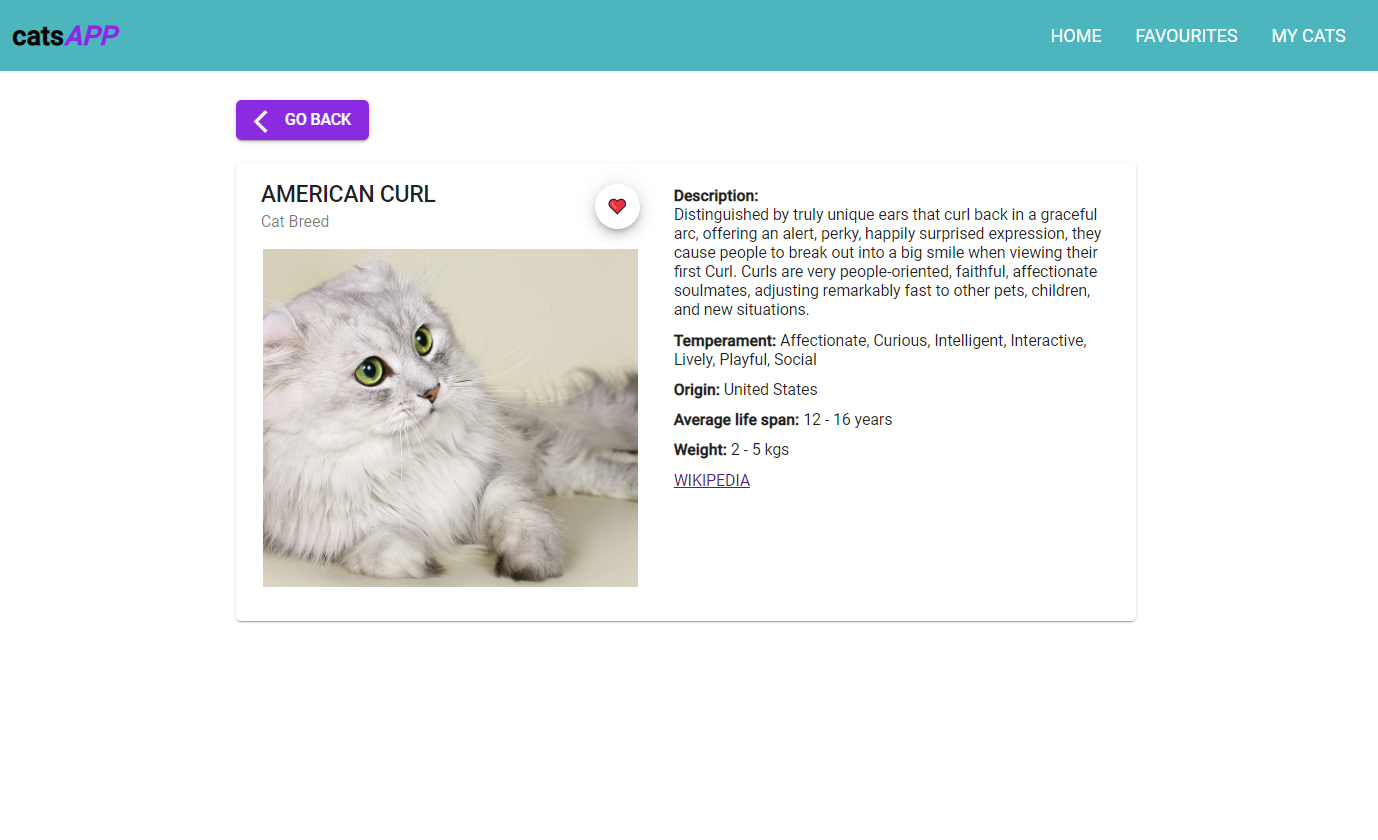 catsAPP
HOME FAVOURITES MY CATS
GO BACK
AMERICAN CURL
Cat Breed
Description:
Distinguished by truly unique ears that curl back in a graceful
arc, offering an alert, perky, happily surprised expression, they
cause people to break out into a big smile when viewing their
first Curl. Curls are very people-oriented, faithful, affectionate
soulmates, adjusting remarkably fast to other pets, children,
and new situations.
Temperament: Affectionate, Curious, Intelligent, Interactive,
Lively, Playful, Social
Origin: United States
Average life span: 12 - 16 years
Weight: 2 - 5 kgs
WIKIPEDIA